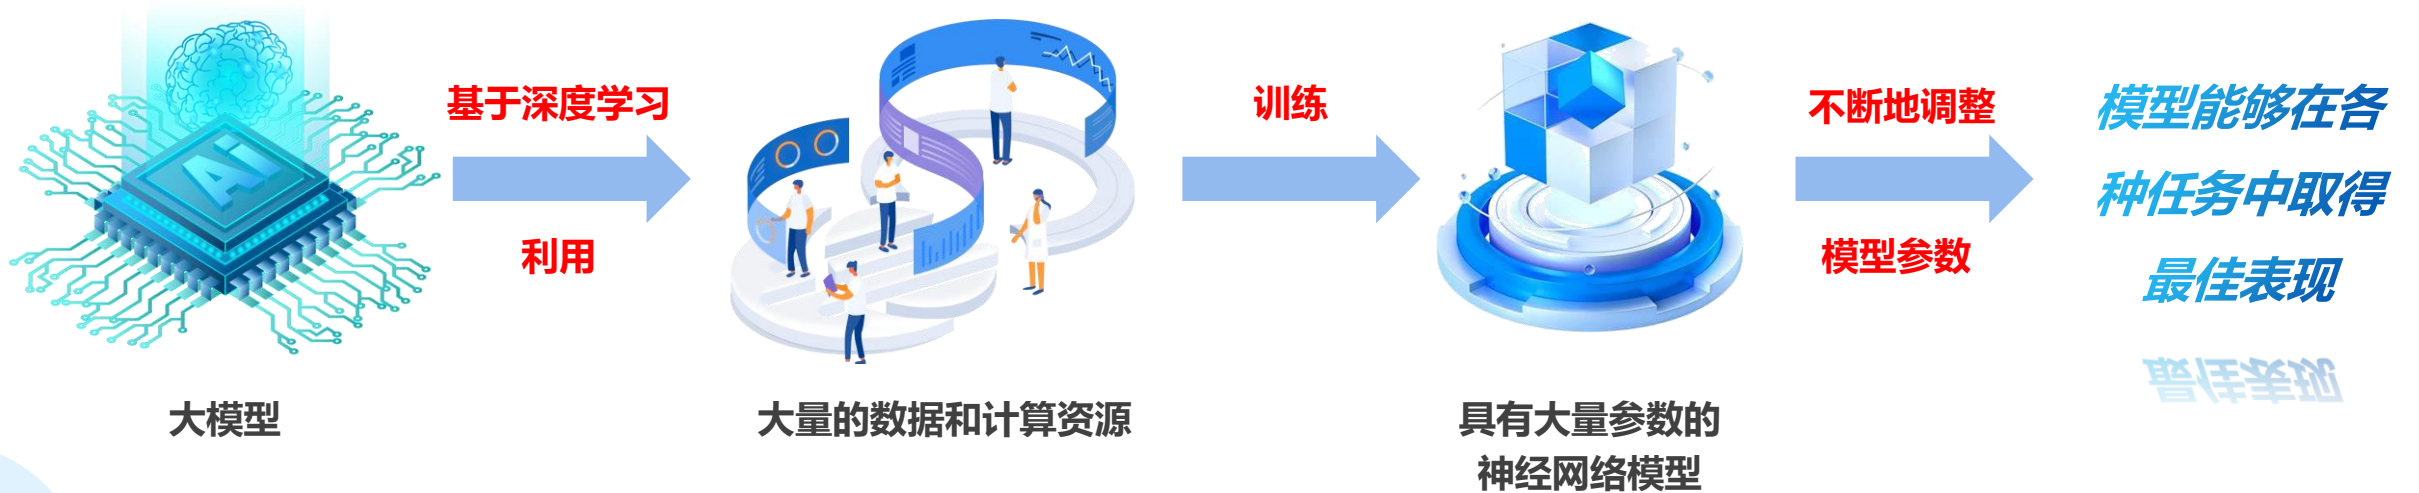 Ai
大模型
基于深度学习
利用
大量的数据和计算资源
训练
具有大量参数的
神经网络模型
不断地调整
模型参数
模型能够在各
种任务中取得
最佳表现